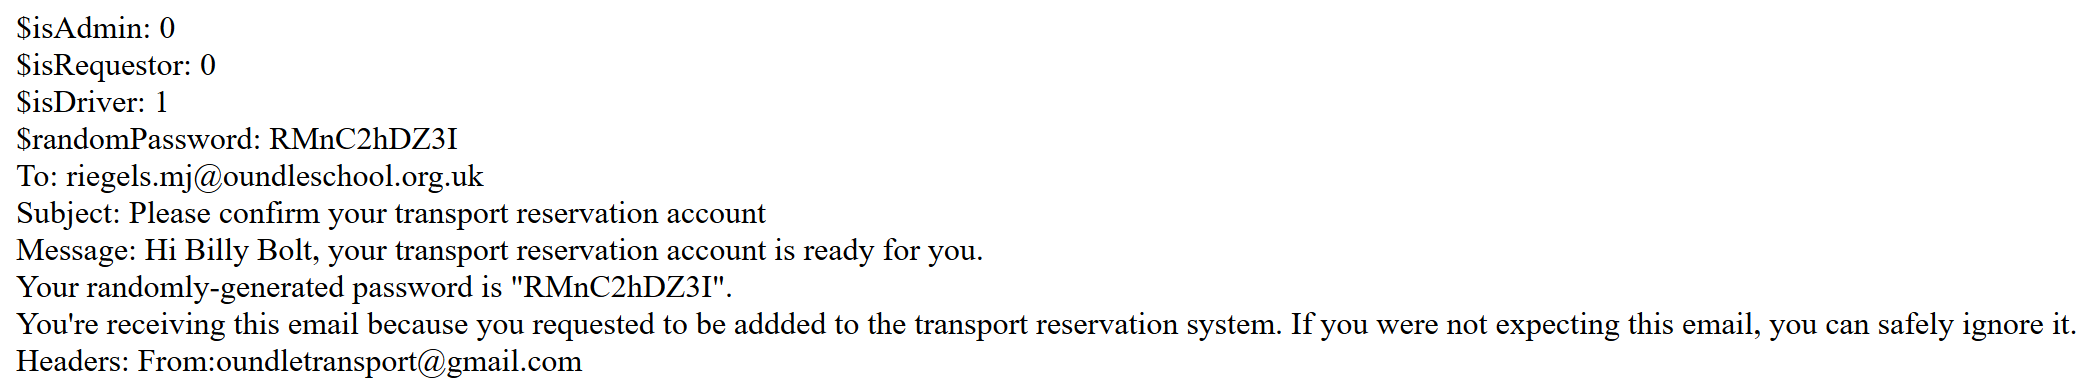 $isAdmin: 0
$isRequestor: 0
$isDriver: 1
$randomPassword: RMnC2hDZ3I
To: riegels.mj@oundleschool.org.uk
Subject: Please confirm your transport reservation account
Message: Hi Billy Bolt, your transport reservation account is ready for you.
Your randomly-generated password is "RMnC2hDZ3I".
You're receiving this email because you requested to be addded to the transport reservation system. If you were not expecting this email, you can safely ignore it.
Headers: From:oundletransport@gmail.com